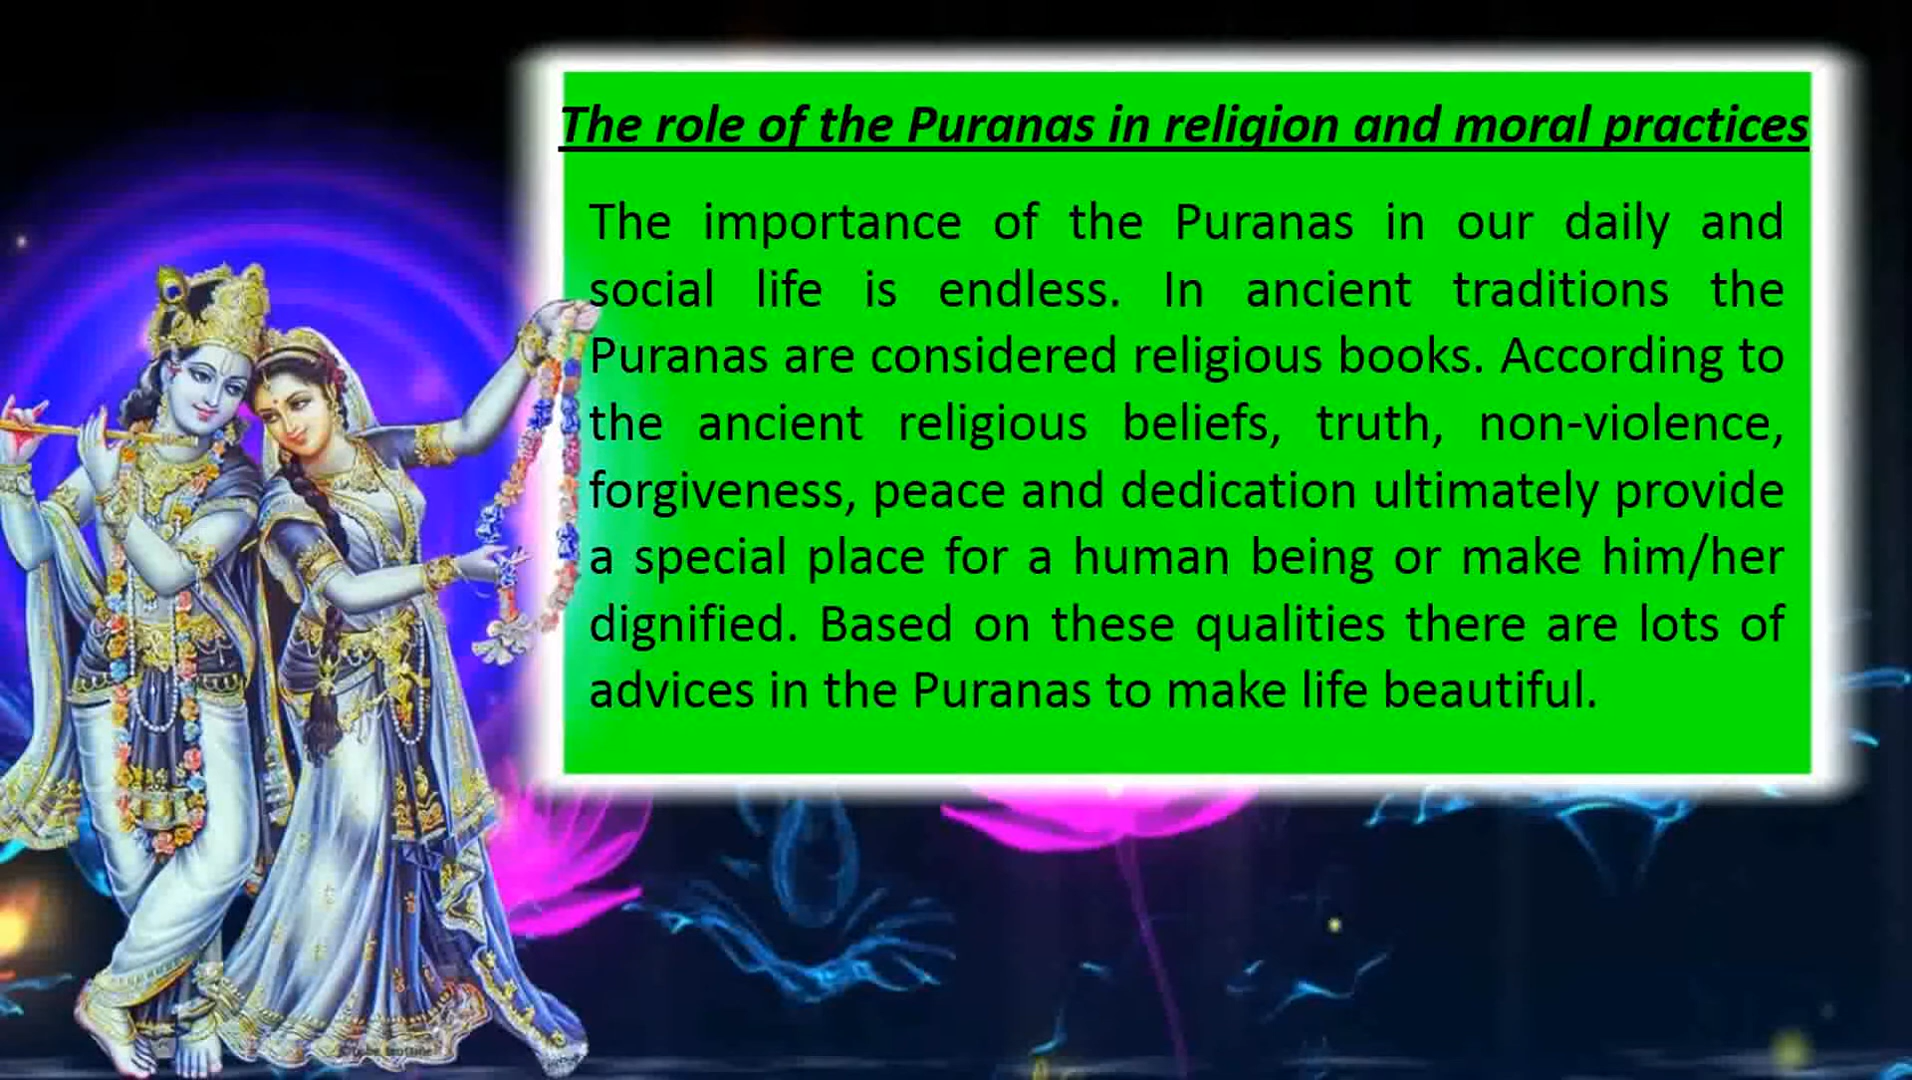 The role of the Puranas in religion and moral practices
The importance of the Puranas in our daily and
social life is endless. In ancient traditions the
Puranas are considered religious books. According to
the ancient religious beliefs, truth, non-violence,
forgiveness, peace and dedication ultimately provide
a special place for a human being or make him/her
dignified. Based on these qualities there are lots of
advices in the Puranas to make life beautiful.